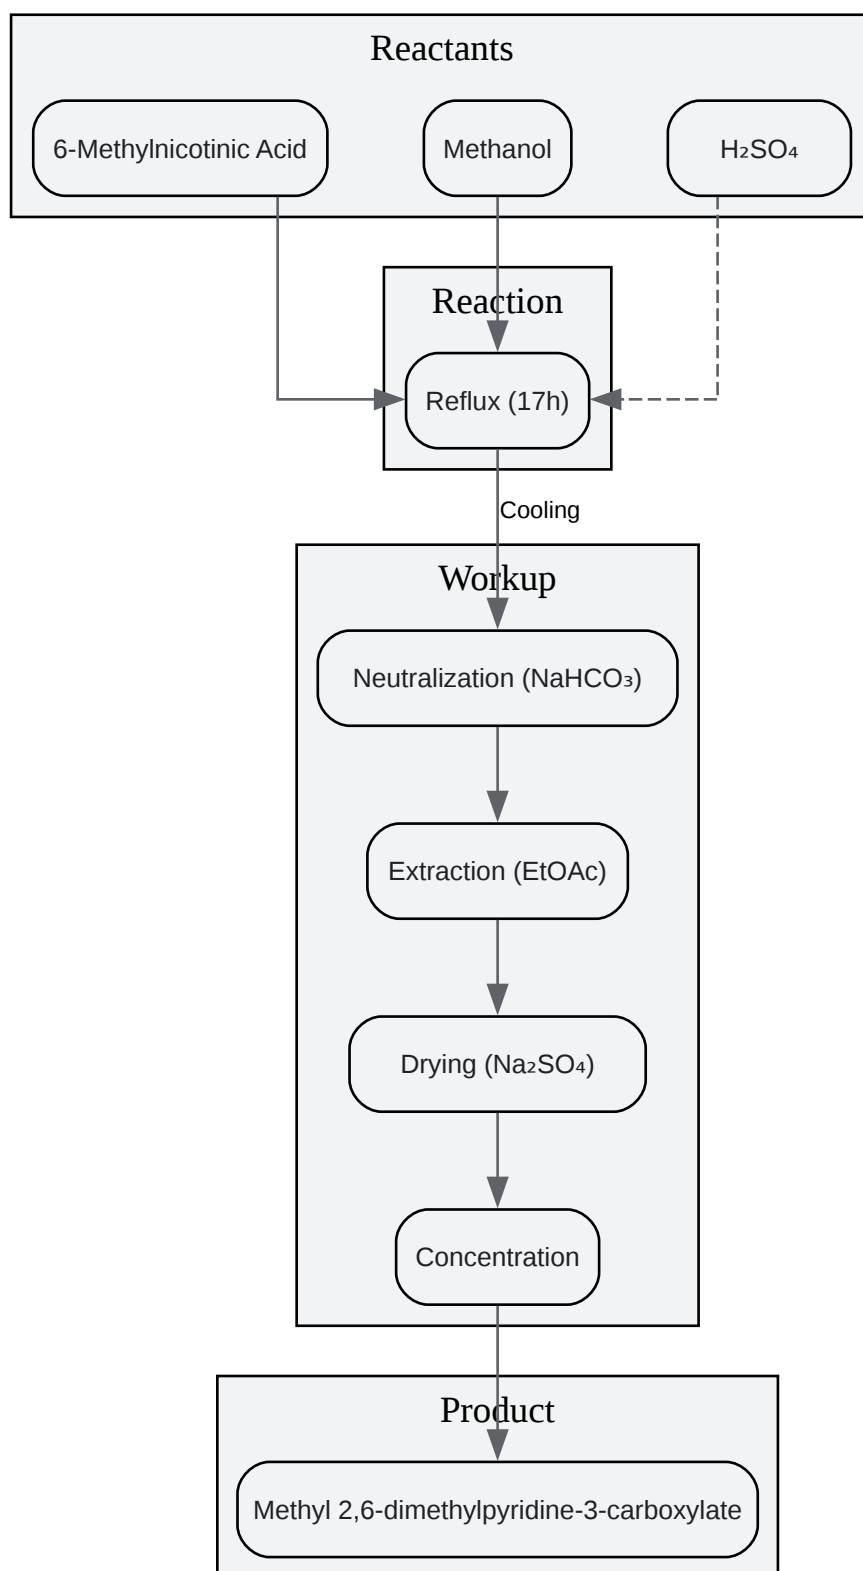 Reactants
6-Methylnicotinic Acid
Methanol
H₂SO₄
Reaction
Reflux (17h)
Cooling
Workup
Neutralization (NaHCO₃)
Extraction (EtOAc)
Drying (Na₂SO₄)
Concentration
Product
Methyl 2,6-dimethylpyridine-3-carboxylate